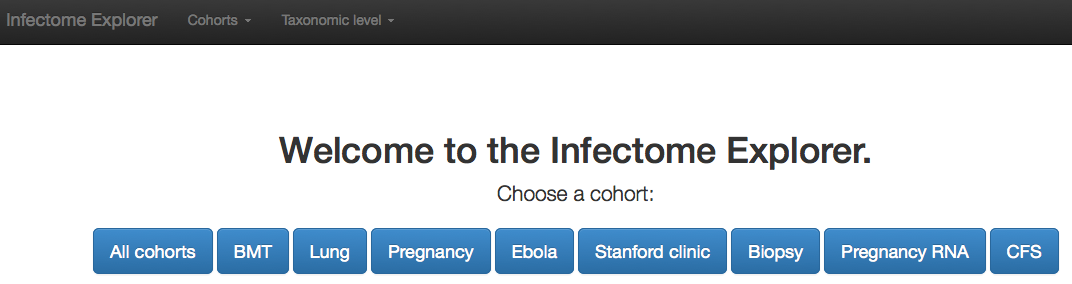 Infectome Explorer Cohorts Taxonomic level
Welcome to the Infectome Explorer.
Choose a cohort:
All cohorts BMT Lung Pregnancy Ebola Stanford clinic Biopsy Pregnancy RNA CFS